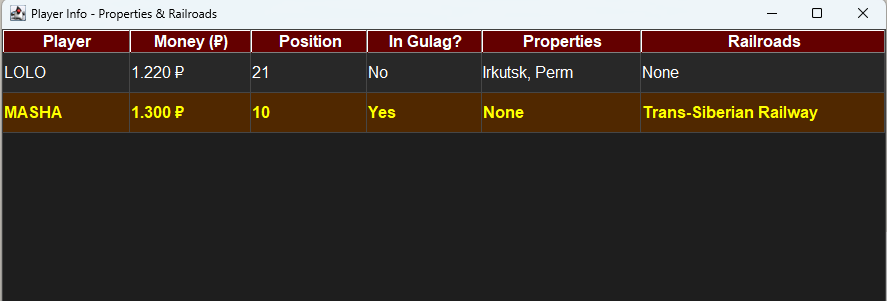 Player Info - Properties & Railroads
Player Money (₽) Position In Gulag? Properties Railroads
LOLO 1.220 ₽ 21 No Irkutsk, Perm None
MASHA 1.300 ₽ 10 Yes None Trans-Siberian Railway